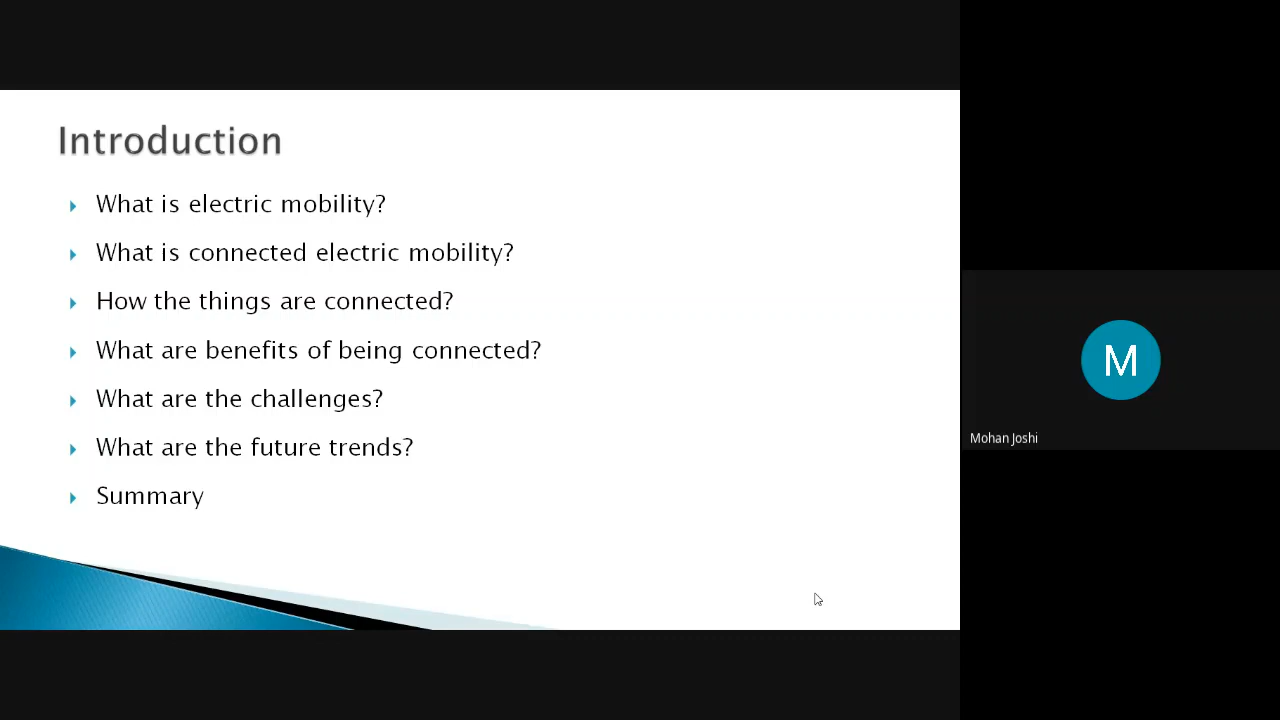 Introduction
What is electric mobility?
What is connected electric mobility?
How the things are connected?
What are benefits of being connected?
What are the challenges?
What are the future trends?
Summary
M
Mohan Joshi